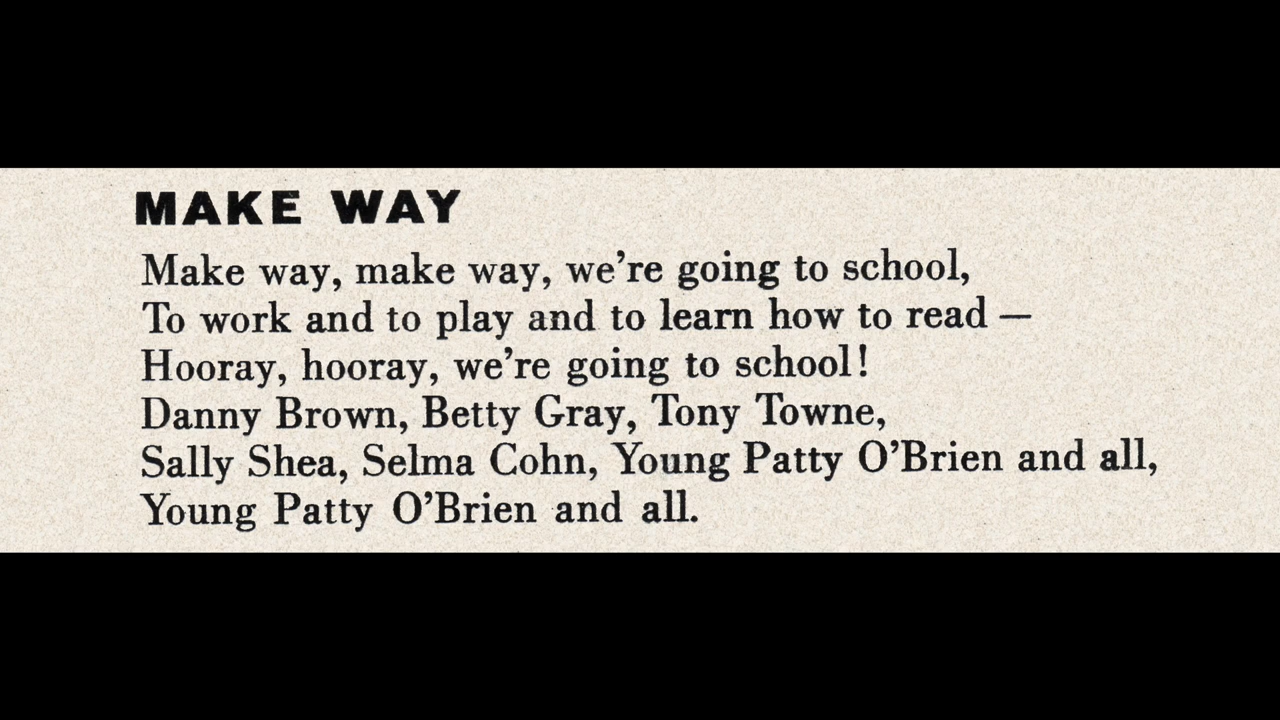 MAKE WAY
Make way, make way, we’re going to school,
To work and to play and to learn how to read —
Hooray, hooray, we’re going to school!
Danny Brown, Betty Gray, Tony Towne,
Sally Shea, Selma Cohn, Young Patty O’Brien and all,
Young Patty O’Brien and all.